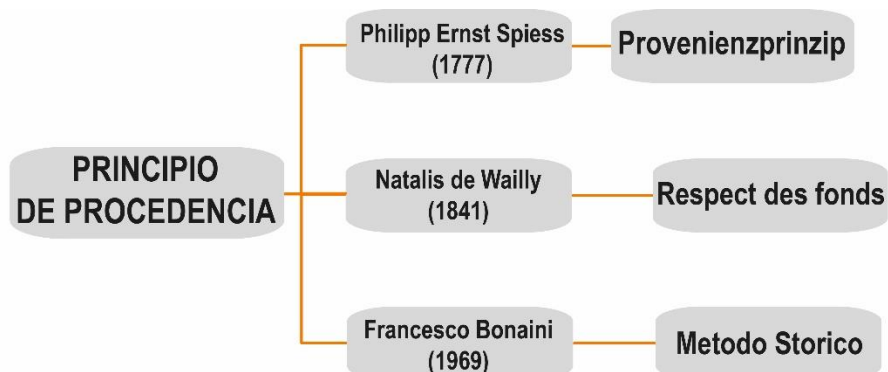 PRINCIPIO
DE PROCEDENCIA
Philipp Ernst Spiess
(1777)
Provenienzprinzip
Natalis de Wailly
(1841)
Respect des fonds
Francesco Bonaini
(1969)
Metodo Storico